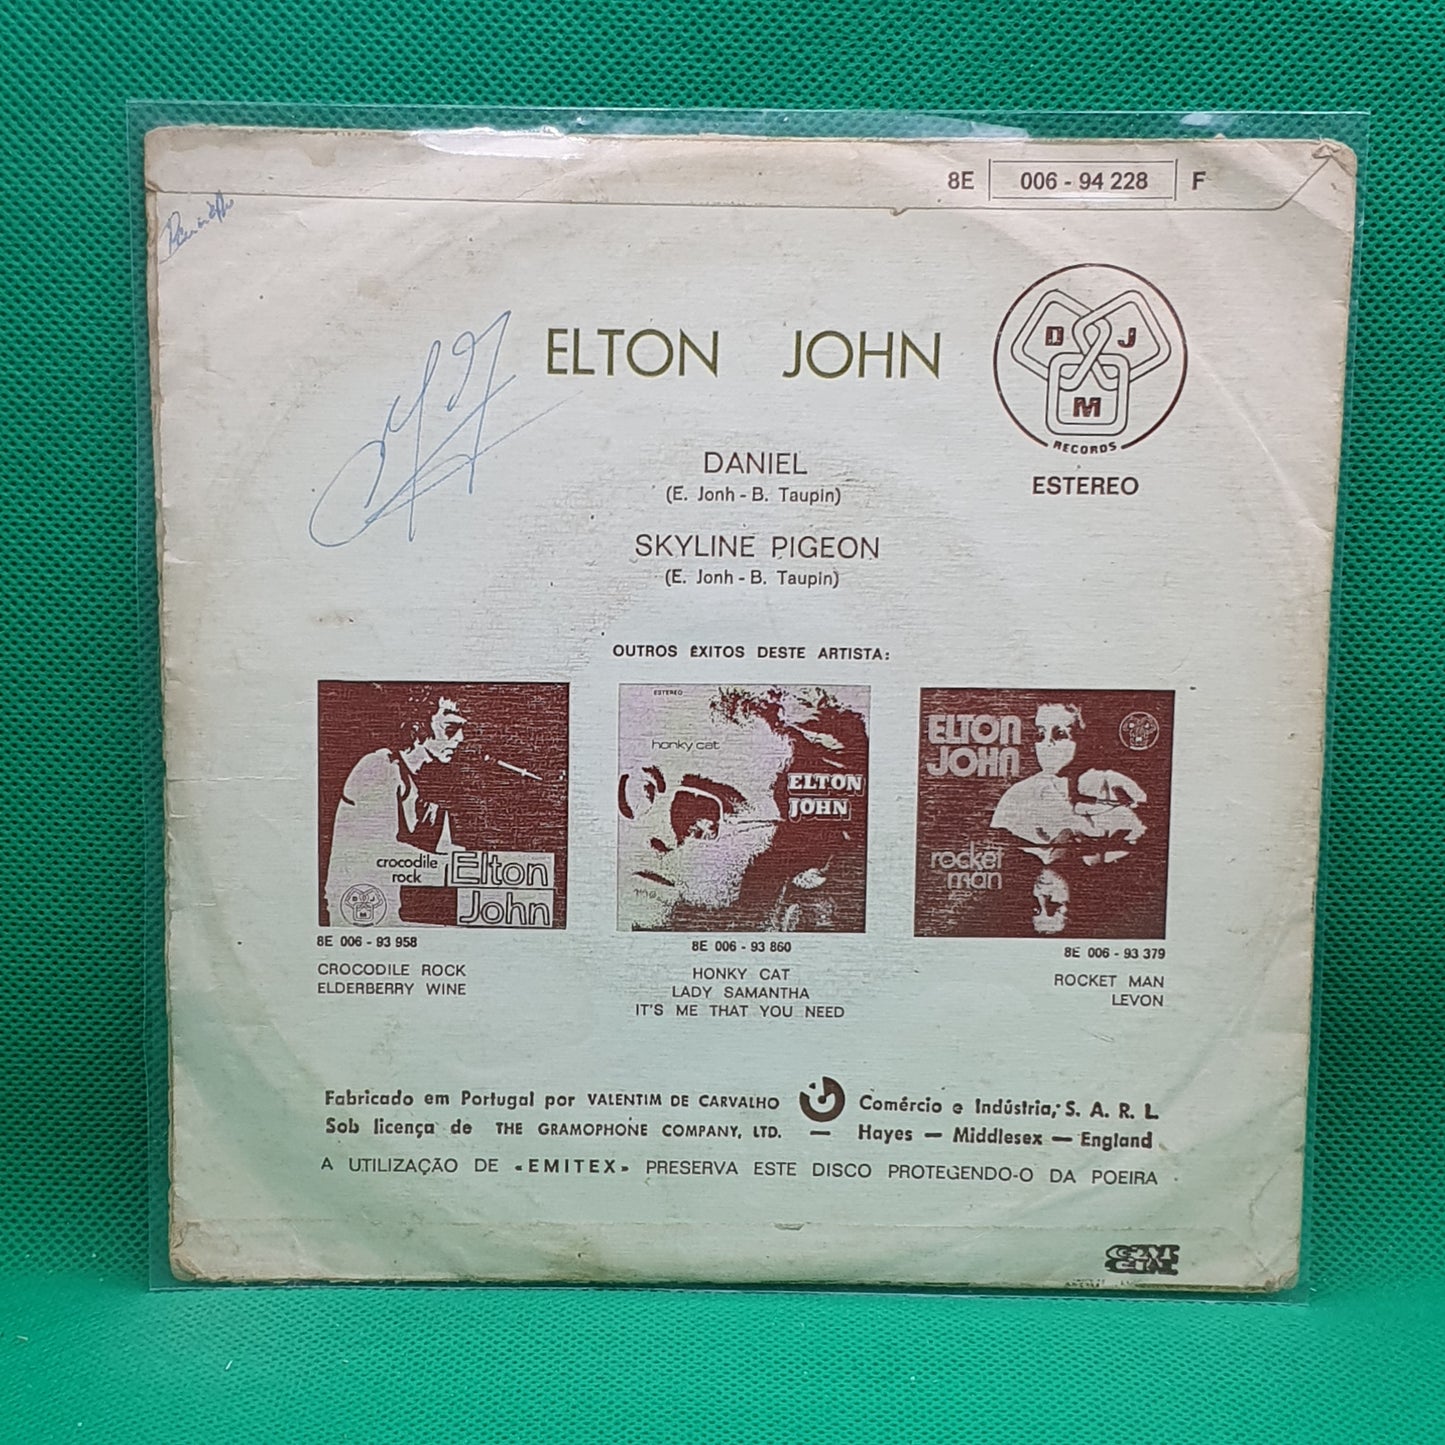 8E 006 - 94 228 F
ELTON JOHN
D J M
RECORDS
ESTEREO
DANIEL
(E. Jonh - B. Taupin)
SKYLINE PIGEON
(E. Jonh - B. Taupin)
OUTROS ÊXITOS DESTE ARTISTA:
crocodile
rock
Elton
John
D J M
8E 006 - 93 958
CROCODILE ROCK
ELDERBERRY WINE
ESTEREO
honky cat
ELTON
JOHN
8E 006 - 93 860
HONKY CAT
LADY SAMANTHA
IT'S ME THAT YOU NEED
ELTON
JOHN
rocket
man
8E 006 - 93 379
ROCKET MAN
LEVON
Fabricado em Portugal por VALENTIM DE CARVALHO Comércio e Indústria, S. A. R. L
Sob licença de THE GRAMOPHONE COMPANY, LTD. — Hayes — Middlesex — England
A UTILIZAÇÃO DE «EMITEX» PRESERVA ESTE DISCO PROTEGENDO-O DA POEIRA